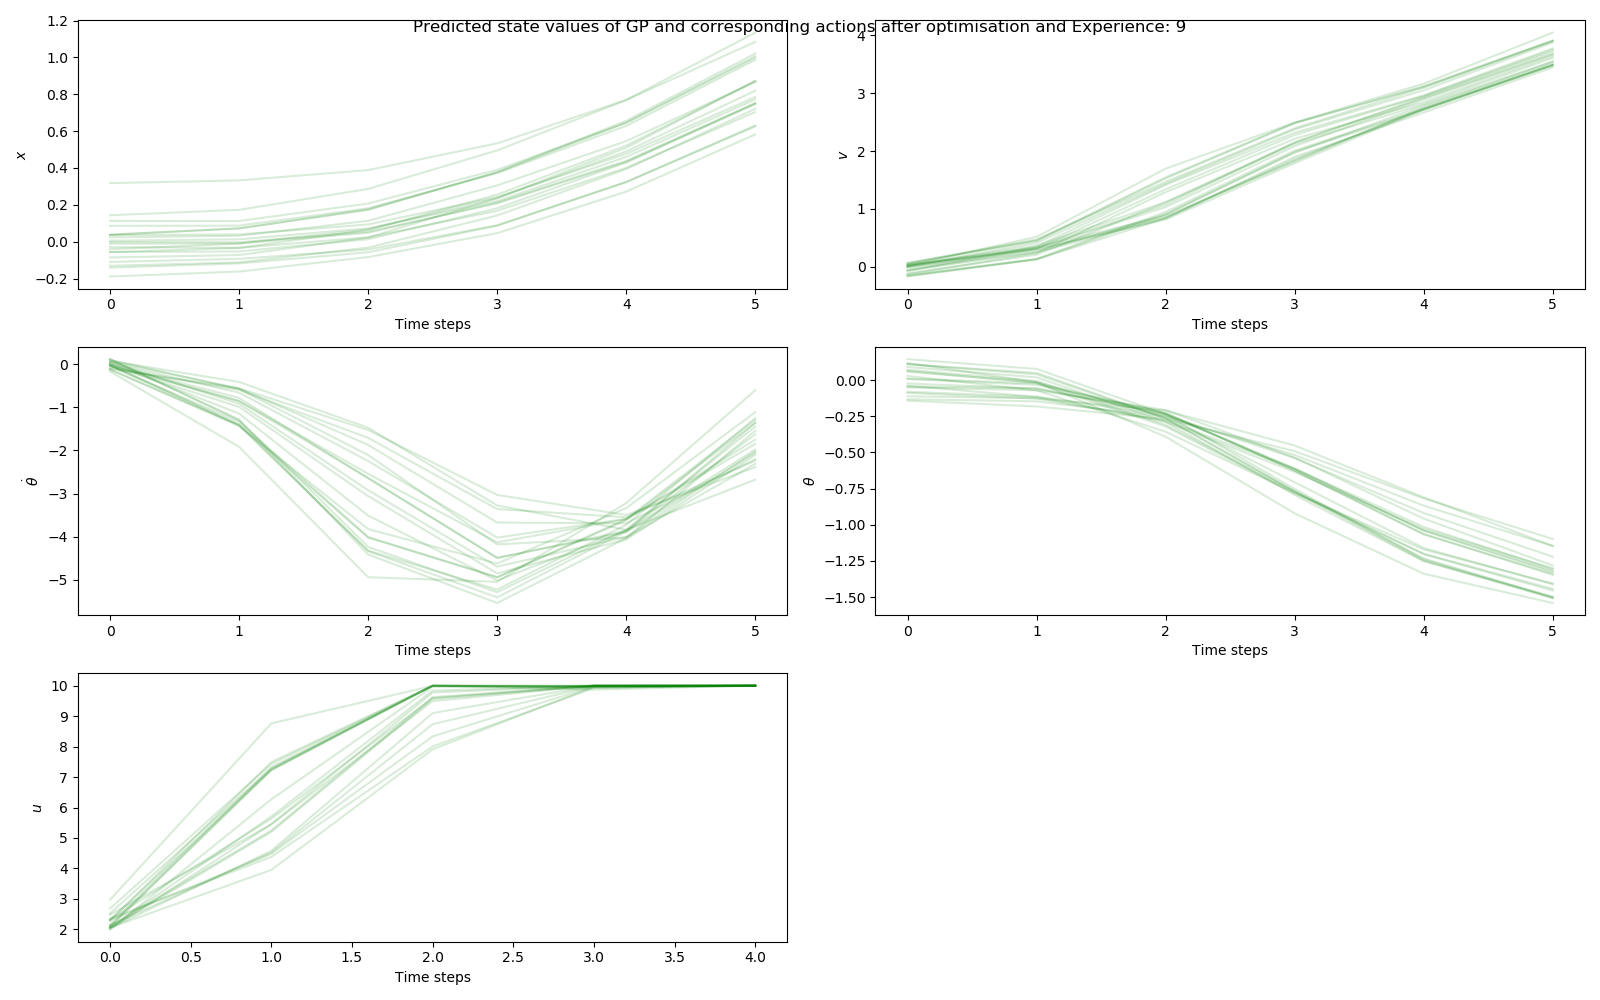 Predicted state values of GP and corresponding actions after optimisation and Experience: 9
1.2
1.0
0.8
0.6
0.4
0.2
0.0
−0.2
x
0 1 2 3 4 5
Time steps
4
3
2
1
0
v
0 1 2 3 4 5
Time steps
0
−1
−2
−3
−4
−5
θ̇
0 1 2 3 4 5
Time steps
0.00
−0.25
−0.50
−0.75
−1.00
−1.25
−1.50
θ
0 1 2 3 4 5
Time steps
10
9
8
7
6
5
4
3
2
u
0.0 0.5 1.0 1.5 2.0 2.5 3.0 3.5 4.0
Time steps